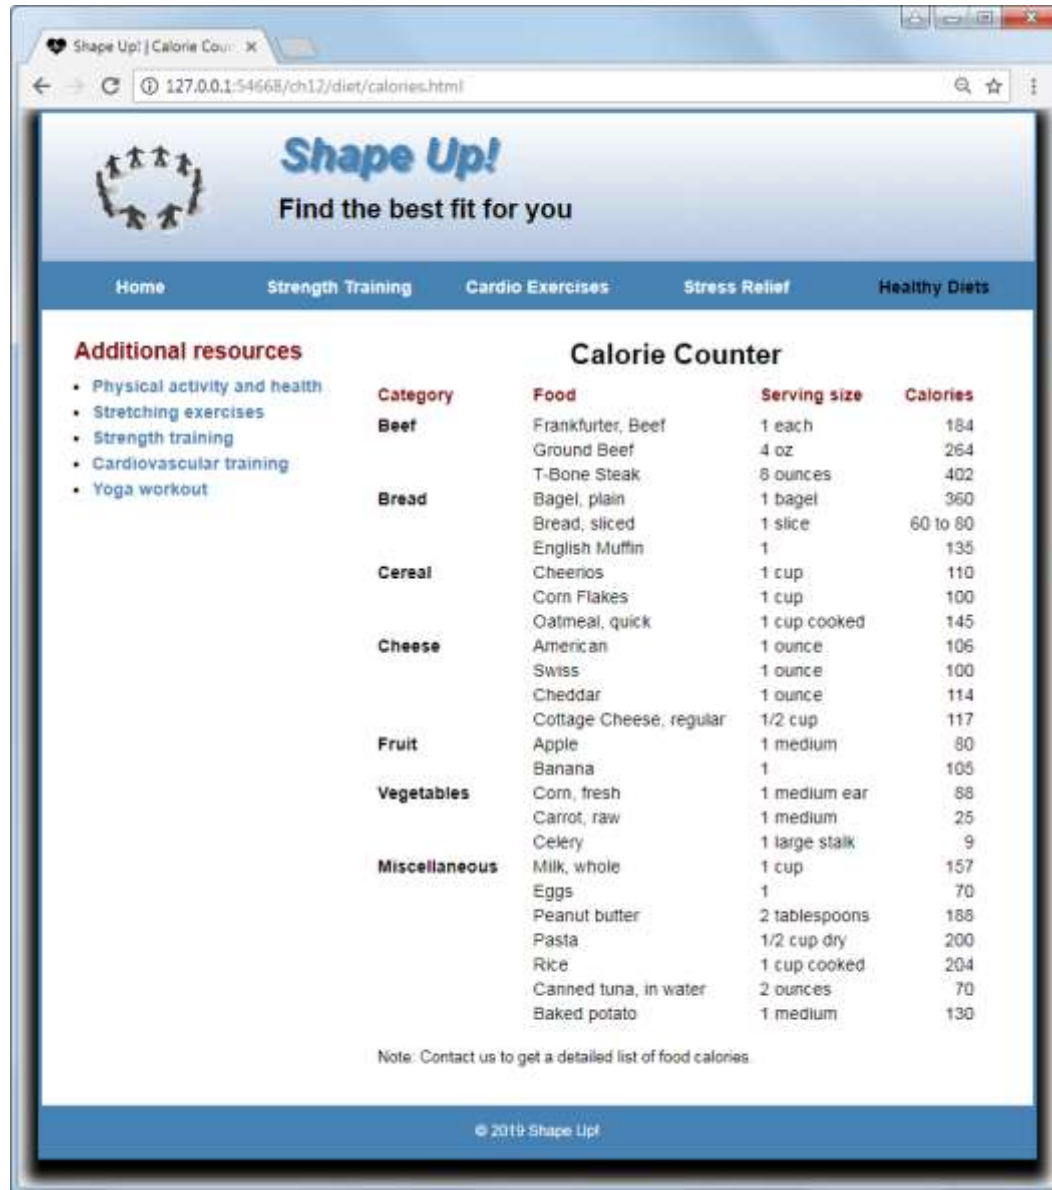 Shape Up! | Calorie Cour
127.0.0.1:54668/ch12/diet/calories.html
Shape Up!
Find the best fit for you
Home Strength Training Cardio Exercises Stress Relief Healthy Diets
Additional resources
• Physical activity and health
• Stretching exercises
• Strength training
• Cardiovascular training
• Yoga workout
Calorie Counter
Category Food Serving size Calories
Beef Frankfurter, Beef 1 each 184
Ground Beef 4 oz 264
T-Bone Steak 8 ounces 402
Bread Bagel, plain 1 bagel 360
Bread, sliced 1 slice 60 to 80
English Muffin 1 135
Cereal Cheerios 1 cup 110
Corn Flakes 1 cup 100
Oatmeal, quick 1 cup cooked 145
Cheese American 1 ounce 106
Swiss 1 ounce 100
Cheddar 1 ounce 114
Cottage Cheese, regular 1/2 cup 117
Fruit Apple 1 medium 80
Banana 1 105
Vegetables Corn, fresh 1 medium ear 88
Carrot, raw 1 medium 25
Celery 1 large stalk 9
Miscellaneous Milk, whole 1 cup 157
Eggs 1 70
Peanut butter 2 tablespoons 188
Pasta 1/2 cup dry 200
Rice 1 cup cooked 204
Canned tuna, in water 2 ounces 70
Baked potato 1 medium 130
Note: Contact us to get a detailed list of food calories.
© 2019 Shape Up!